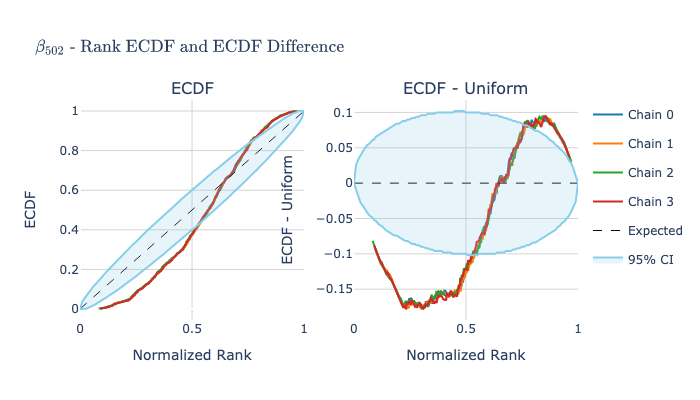 β502 - Rank ECDF and ECDF Difference
ECDF
ECDF
1
0.8
0.6
0.4
0.2
0
0
0.5
1
Normalized Rank
ECDF - Uniform
ECDF - Uniform
0.1
0.05
0
−0.05
−0.1
−0.15
0
0.5
1
Normalized Rank
Chain 0
Chain 1
Chain 2
Chain 3
Expected
95% CI